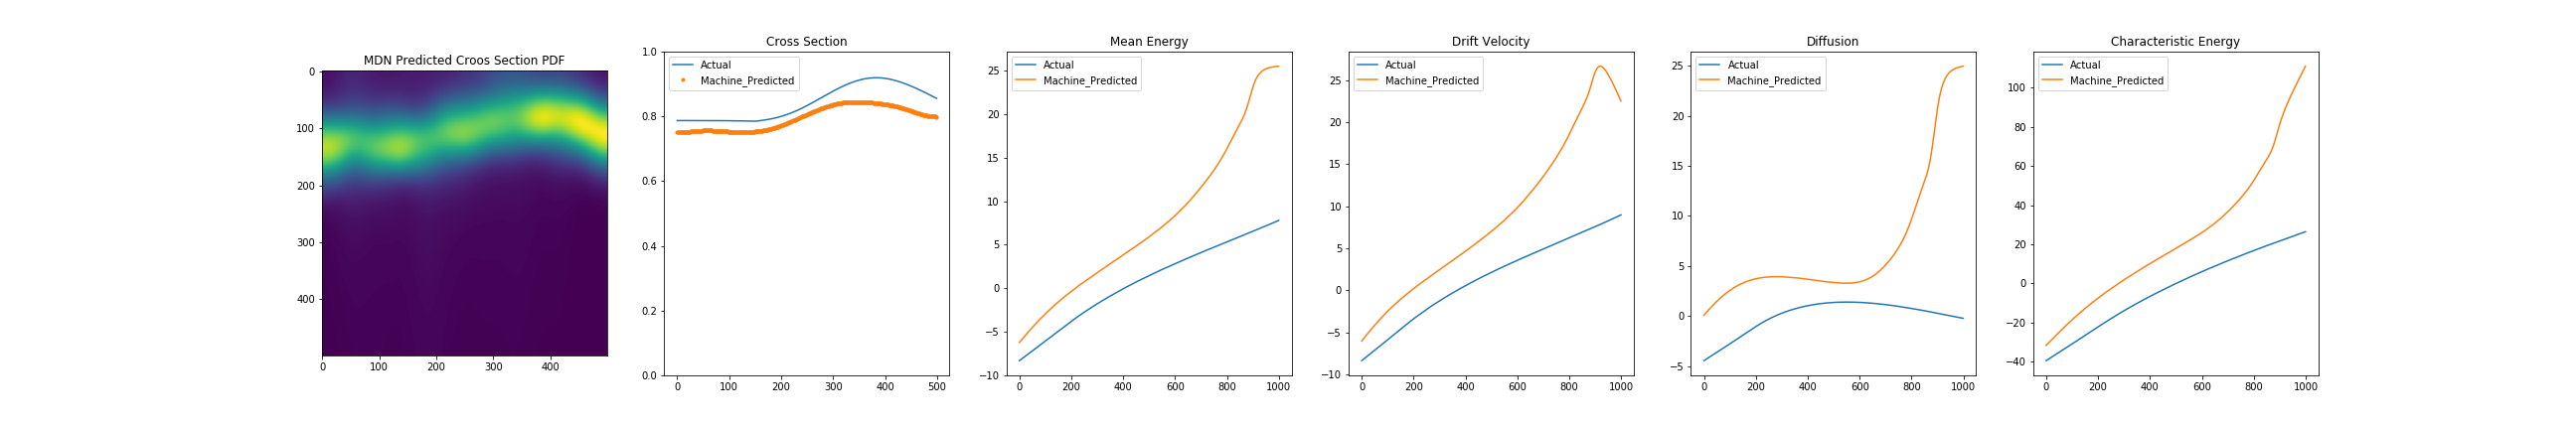 MDN Predicted Croos Section PDF
0
100
200
300
400
0 100 200 300 400
Cross Section
Actual
Machine_Predicted
1.0
0.8
0.6
0.4
0.2
0.0
0 100 200 300 400 500
Mean Energy
Actual
Machine_Predicted
25
20
15
10
5
0
−5
−10
0 200 400 600 800 1000
Drift Velocity
Actual
Machine_Predicted
25
20
15
10
5
0
−5
−10
0 200 400 600 800 1000
Diffusion
Actual
Machine_Predicted
25
20
15
10
5
0
−5
0 200 400 600 800 1000
Characteristic Energy
Actual
Machine_Predicted
100
80
60
40
20
0
−20
−40
0 200 400 600 800 1000